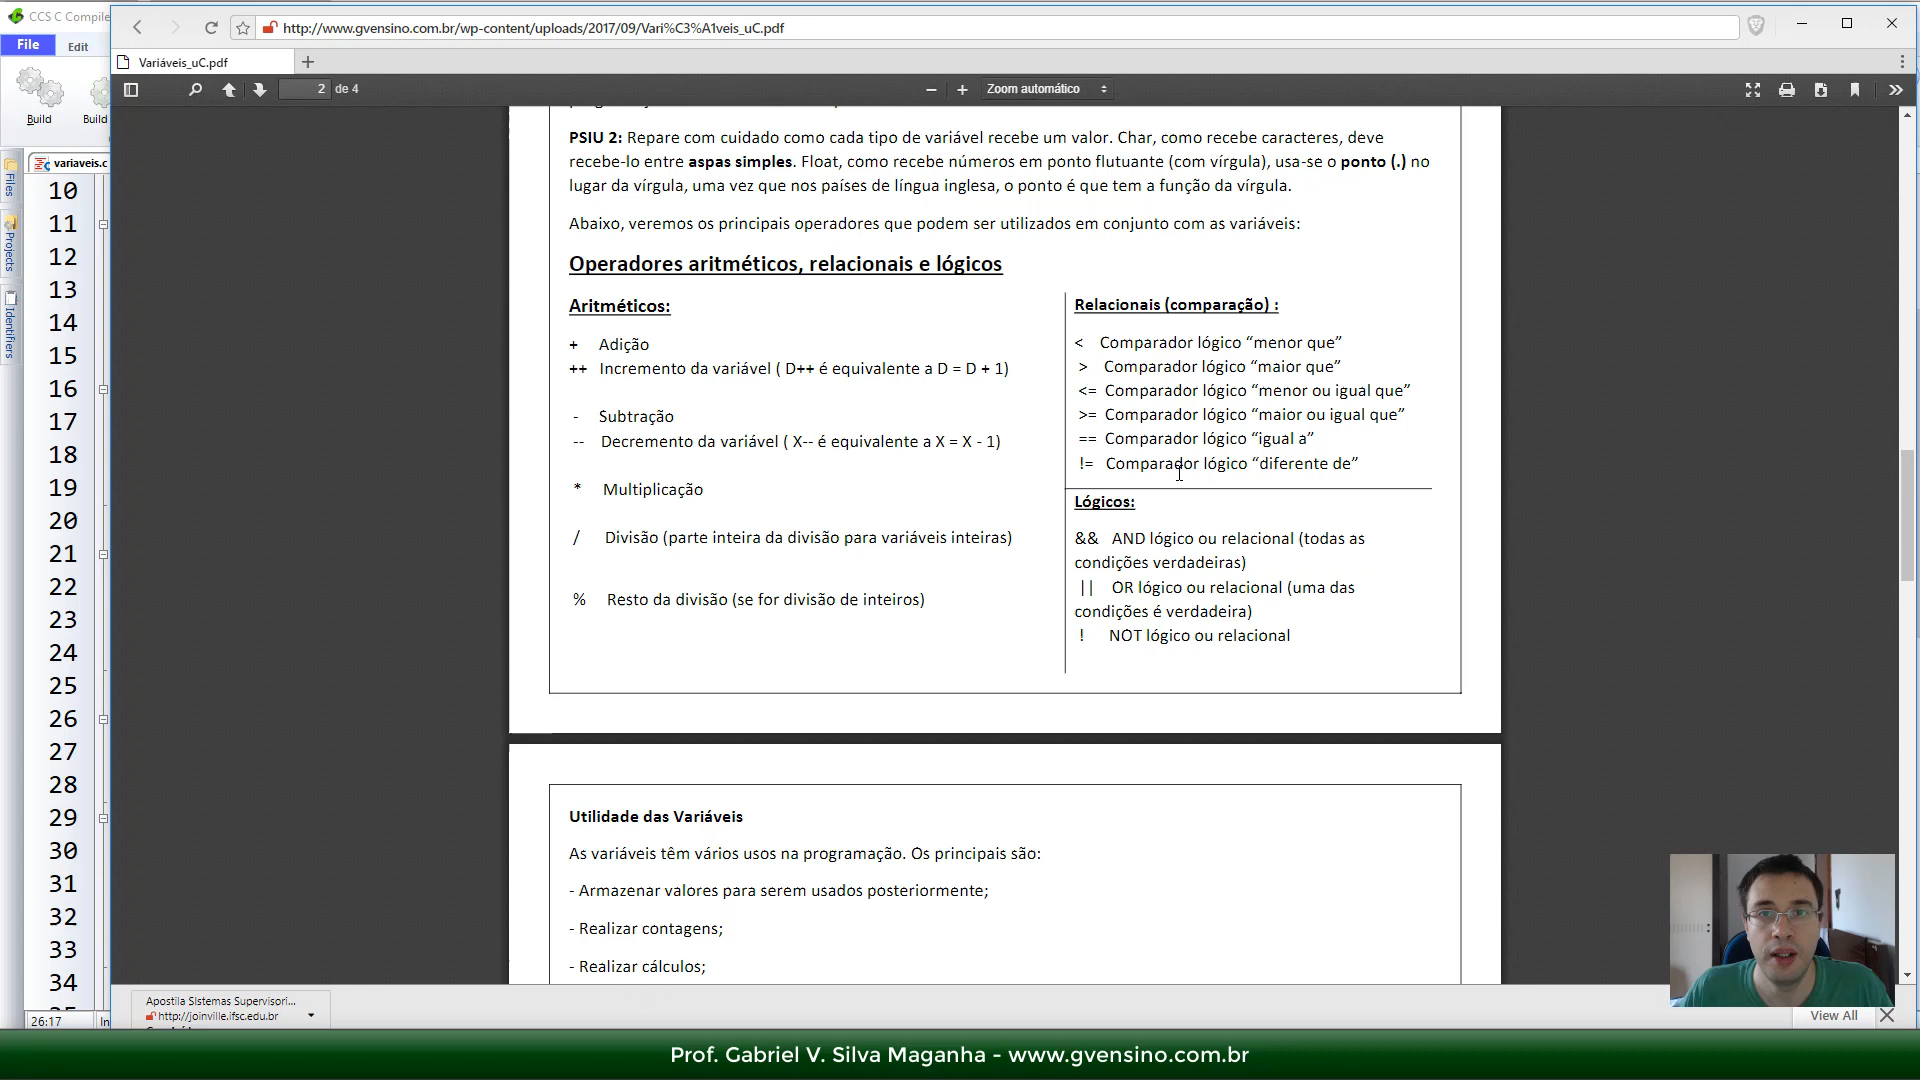 CCS C Compile
http://www.gvensino.com.br/wp-content/uploads/2017/09/Vari%C3%A1veis_uC.pdf
File Edit
Variáveis_uC.pdf
2 de 4
Zoom automático
Build Build
variaveis.c
Files
Projects
Identifiers
10
11
12
13
14
15
16
17
18
19
20
21
22
23
24
25
26
27
28
29
30
31
32
33
34
PSIU 2: Repare com cuidado como cada tipo de variável recebe um valor. Char, como recebe caracteres, deve
recebe-lo entre aspas simples. Float, como recebe números em ponto flutuante (com vírgula), usa-se o ponto (.) no
lugar da vírgula, uma vez que nos países de língua inglesa, o ponto é que tem a função da vírgula.
Abaixo, veremos os principais operadores que podem ser utilizados em conjunto com as variáveis:
Operadores aritméticos, relacionais e lógicos
Aritméticos:
+ Adição
++ Incremento da variável ( D++ é equivalente a D = D + 1)
- Subtração
-- Decremento da variável ( X-- é equivalente a X = X - 1)
* Multiplicação
/ Divisão (parte inteira da divisão para variáveis inteiras)
% Resto da divisão (se for divisão de inteiros)
Relacionais (comparação) :
< Comparador lógico “menor que”
> Comparador lógico “maior que”
<= Comparador lógico “menor ou igual que”
>= Comparador lógico “maior ou igual que”
== Comparador lógico “igual a”
!= Comparador lógico “diferente de”
Lógicos:
&& AND lógico ou relacional (todas as
condições verdadeiras)
|| OR lógico ou relacional (uma das
condições é verdadeira)
! NOT lógico ou relacional
Utilidade das Variáveis
As variáveis têm vários usos na programação. Os principais são:
- Armazenar valores para serem usados posteriormente;
- Realizar contagens;
- Realizar cálculos;
Apostila Sistemas Supervisori...
http://joinville.ifsc.edu.br
View All
26:17 In
Prof. Gabriel V. Silva Maganha - www.gvensino.com.br